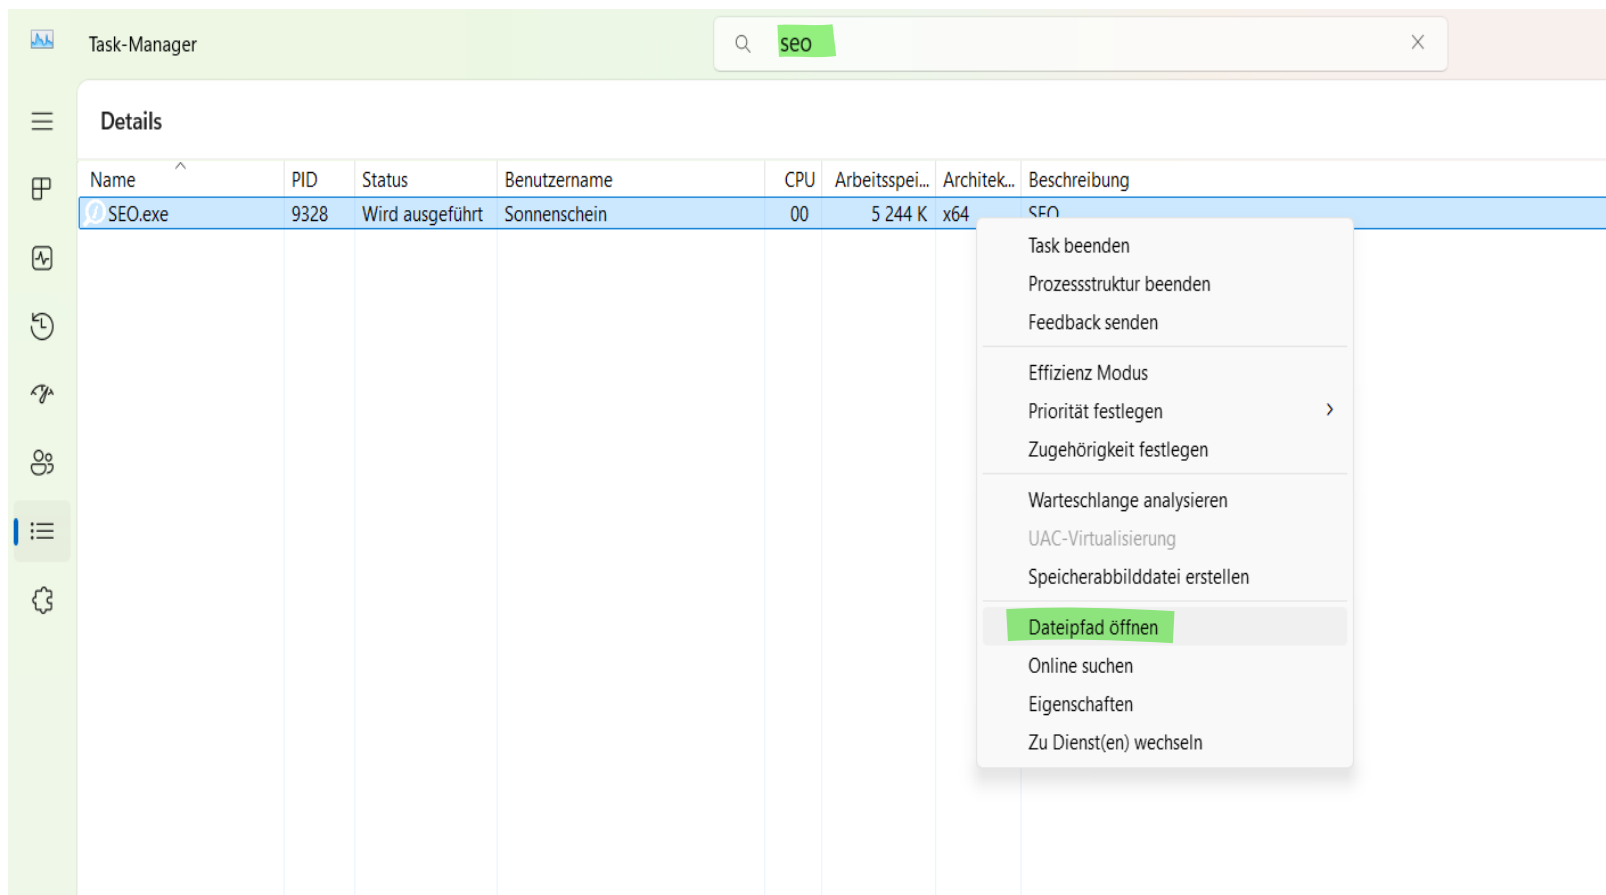 Task-Manager
seo
Details
Name PID Status Benutzername CPU Arbeitsspei... Architek... Beschreibung
SEO.exe 9328 Wird ausgeführt Sonnenschein 00 5 244 K x64 SEO
Task beenden
Prozessstruktur beenden
Feedback senden
Effizienz Modus
Priorität festlegen
Zugehörigkeit festlegen
Warteschlange analysieren
UAC-Virtualisierung
Speicherabbilddatei erstellen
Dateipfad öffnen
Online suchen
Eigenschaften
Zu Dienst(en) wechseln